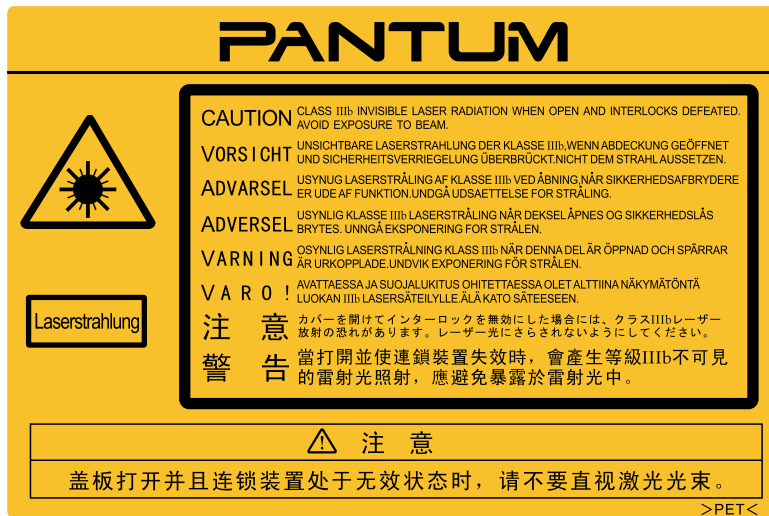 PANTUM
CAUTION CLASS IIIb INVISIBLE LASER RADIATION WHEN OPEN AND INTERLOCKS DEFEATED.
AVOID EXPOSURE TO BEAM.
VORSICHT UNSICHTBARE LASERSTRAHLUNG DER KLASSE IIIb,WENN ABDECKUNG GEÖFFNET
UND SICHERHEITSVERRIEGELUNG ÜBERBRÜCKT.NICHT DEM STRAHL AUSSETZEN.
ADVARSEL USYNUG LASERSTRÅLING AF KLASSE IIIb VED ÅBNING,NÅR SIKKERHEDSAFBRYDERE
ER UDE AF FUNKTION.UNDGÅ UDSAETTELSE FOR STRÅLING.
ADVERSEL USYNLIG KLASSE IIIb LASERSTRÅLING NÅR DEKSEL ÅPNES OG SIKKERHEDSLÅS
BRYTES. UNNGÅ EKSPONERING FOR STRÅLEN.
VARNING OSYNLIG LASERSTRÅLNING KLASS IIIb NÄR DENNA DEL ÄR ÖPPNAD OCH SPÄRRAR
ÄR URKOPPLADE.UNDVIK EXPONERING FÖR STRÅLEN.
VARO! AVATTAESSA JA SUOJALUKITUS OHITETTAESSA OLET ALTTIINA NÄKYMÄTÖNTÄ
LUOKAN IIIb LASERSÄTEILYLLE.ÄLÄ KATO SÄTEESEEN.
注 意 カバーを開けてインターロックを無効にした場合には、クラスIIIbレーザー
放射の恐れがあります。レーザー光にさらされないようにしてください。
警 告 當打開並使連鎖裝置失效時，會產生等級IIIb不可見
的雷射光照射，應避免暴露於雷射光中。
Laserstrahlung
注 意
盖板打开并且连锁装置处于无效状态时，请不要直视激光光束。
>PET<